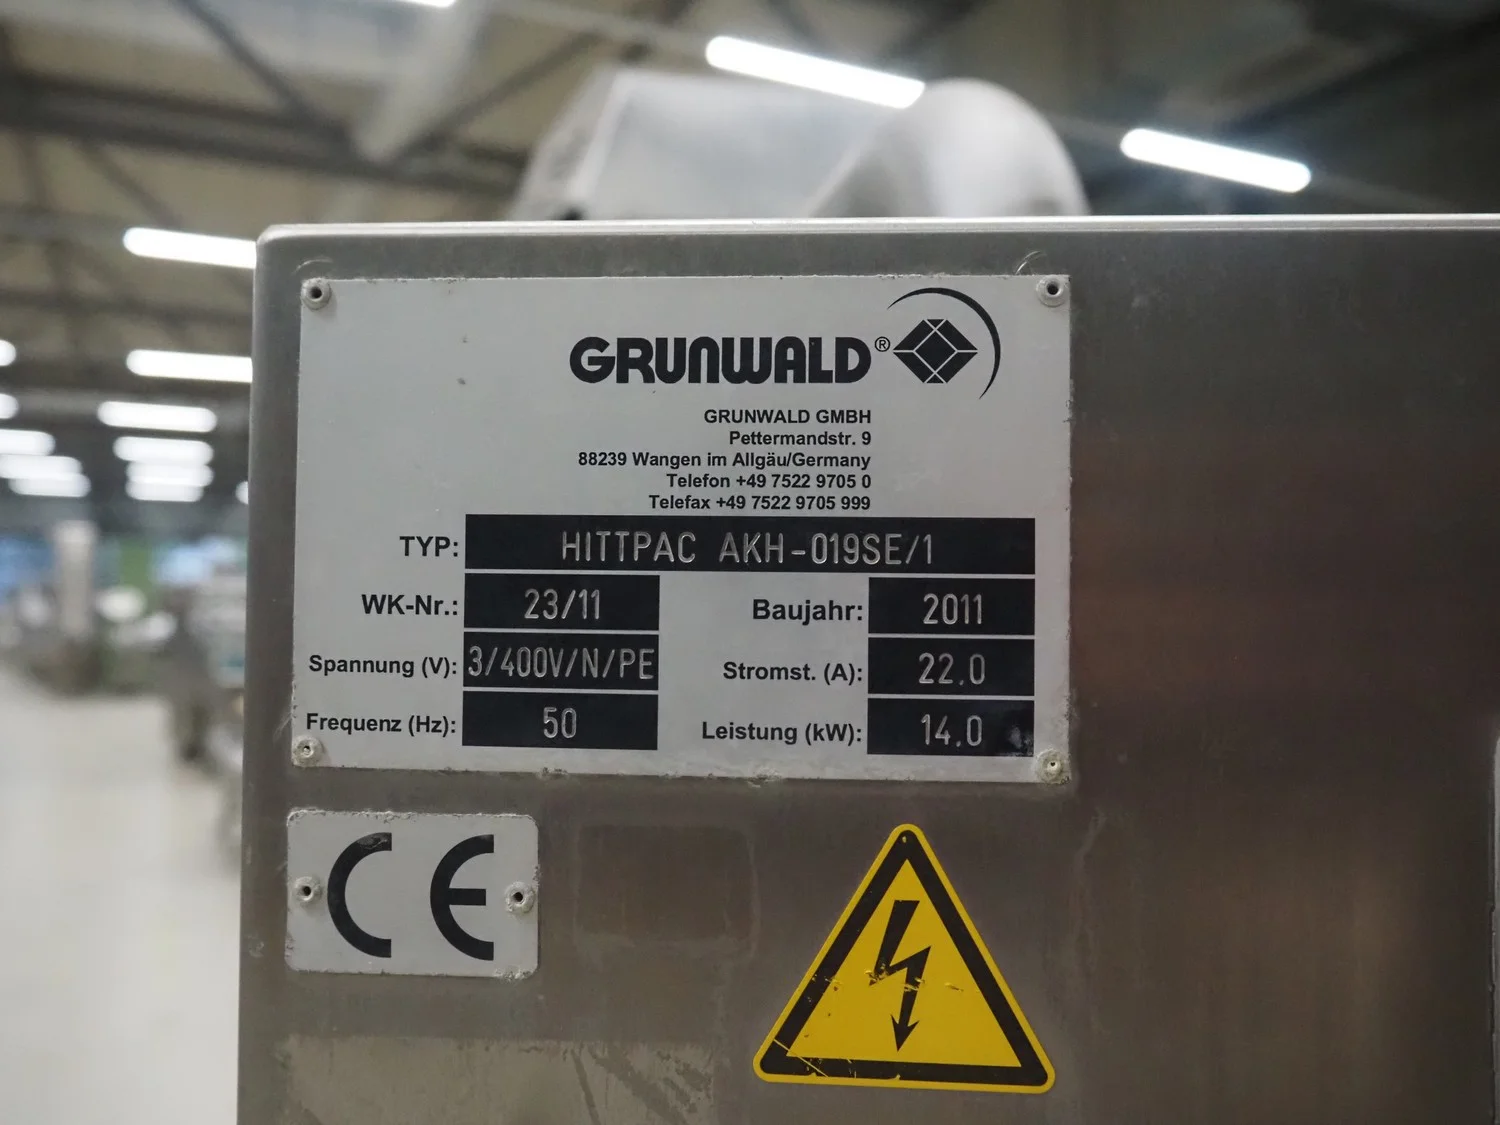 GRUNWALD®
GRUNWALD GMBH
Pettermandstr. 9
88239 Wangen im Allgäu/Germany
Telefon +49 7522 9705 0
Telefax +49 7522 9705 999
TYP: HITTPAC AKH-019SE/1
WK-Nr.: 23/11 Baujahr: 2011
Spannung (V): 3/400V/N/PE Stromst. (A): 22.0
Frequenz (Hz): 50 Leistung (kW): 14.0
CE